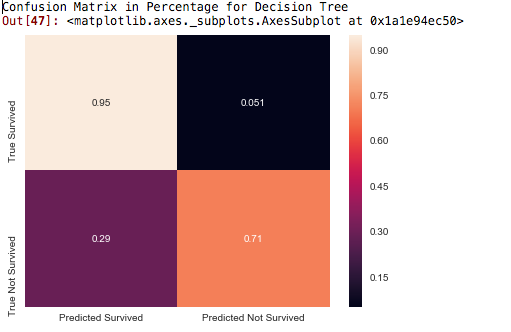 Confusion Matrix in Percentage for Decision Tree
Out[47]: <matplotlib.axes._subplots.AxesSubplot at 0x1a1e94ec50>
True Survived
0.95
0.051
True Not Survived
0.29
0.71
Predicted Survived
Predicted Not Survived
0.90
0.75
0.60
0.45
0.30
0.15